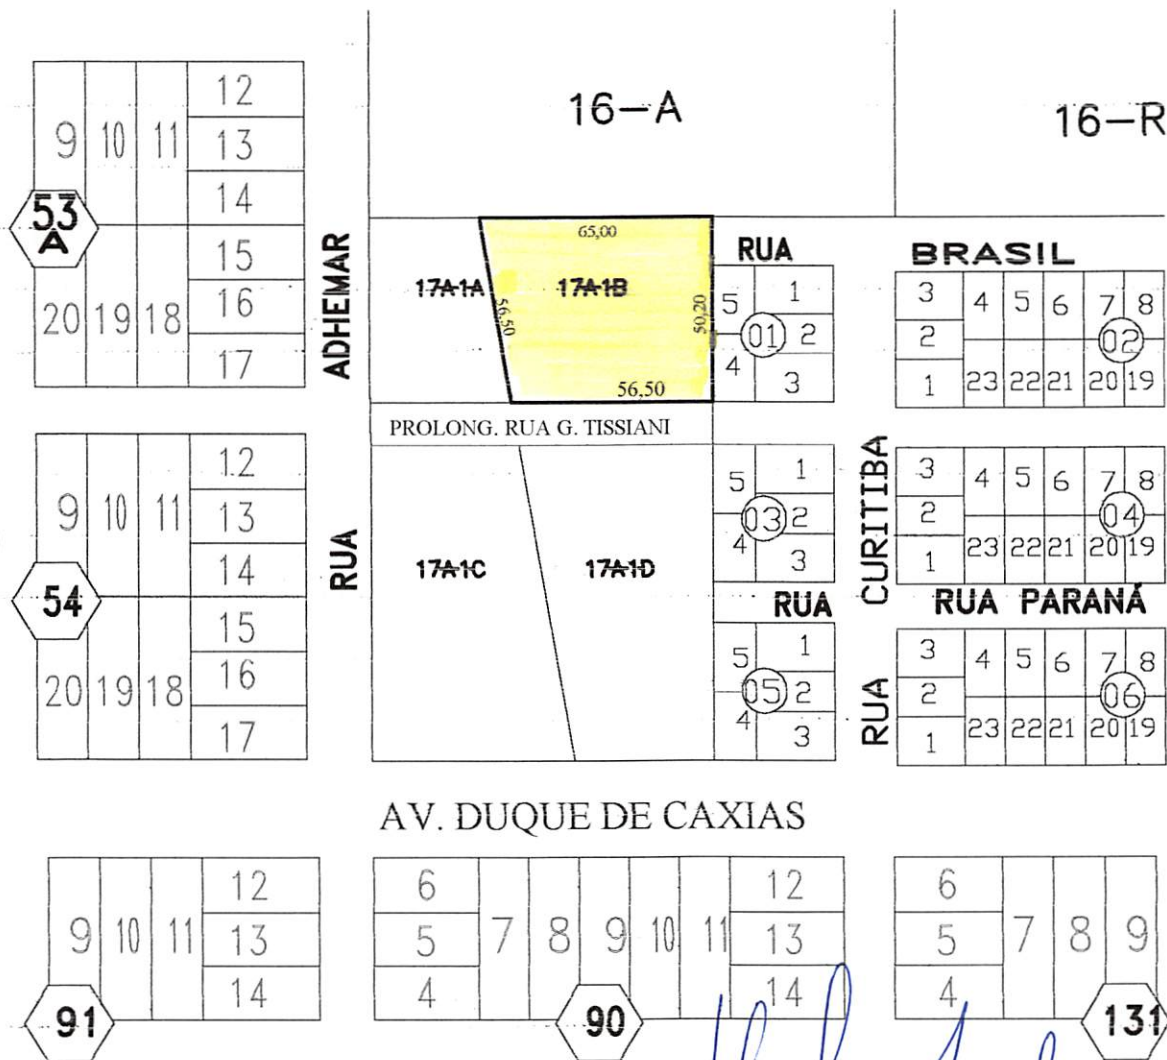 16-A
16-R
12
9 10 11 13
14
53
A
15
20 19 18 16
17
ADHEMAR
RUA
17A1A
65,00
17A1B
56,50
50,20
56,50
RUA
BRASIL
5 1
01 2
4 3
3 4 5 6 7 8
2 02
1 23 22 21 20 19
PROLONG. RUA G. TISSIANI
12
9 10 11 13
14
54
15
20 19 18 16
17
17A1C
17A1D
5 1
03 2
4 3
CURITIBA
RUA
3 4 5 6 7 8
2 04
1 23 22 21 20 19
RUA
RUA PARANÁ
5 1
05 2
4 3
3 4 5 6 7 8
2 06
1 23 22 21 20 19
AV. DUQUE DE CAXIAS
12
9 10 11 13
14
91
6 12
5 7 8 9 10 11 13
4 14
90
6
5 7 8 9
4
131